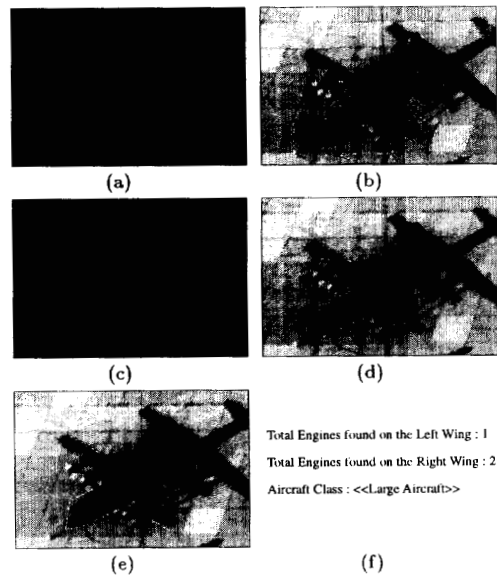 (a)
(b)
(c)
(d)
Total Engines found on the Left Wing : 1
Total Engines found on the Right Wing : 2
Aircraft Class : <<Large Aircraft>>
(e)
(f)